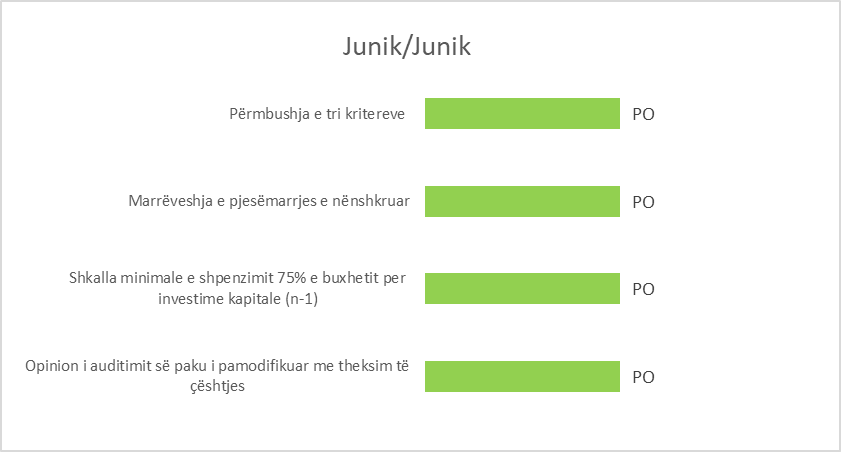 Junik/Junik
Përmbushja e tri kritereve
PO
Marrëveshja e pjesëmarrjes e nënshkruar
PO
Shkalla minimale e shpenzimit 75% e buxhetit per
investime kapitale (n-1)
PO
Opinion i auditimit së paku i pamodifikuar me theksim të
çështjes
PO